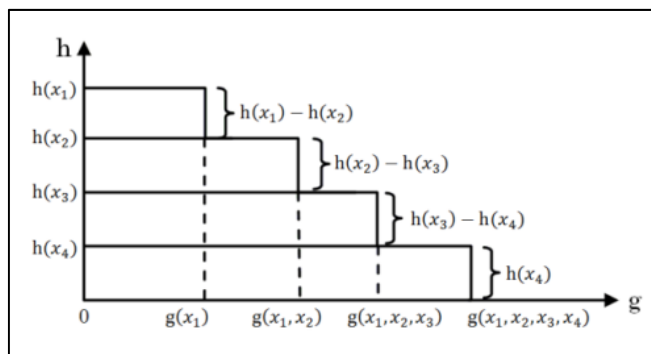 h
h(x₁)
h(x₁) − h(x₂)
h(x₂)
h(x₂) − h(x₃)
h(x₃)
h(x₃) − h(x₄)
h(x₄)
h(x₄)
g
0 g(x₁) g(x₁, x₂) g(x₁, x₂, x₃) g(x₁, x₂, x₃, x₄)